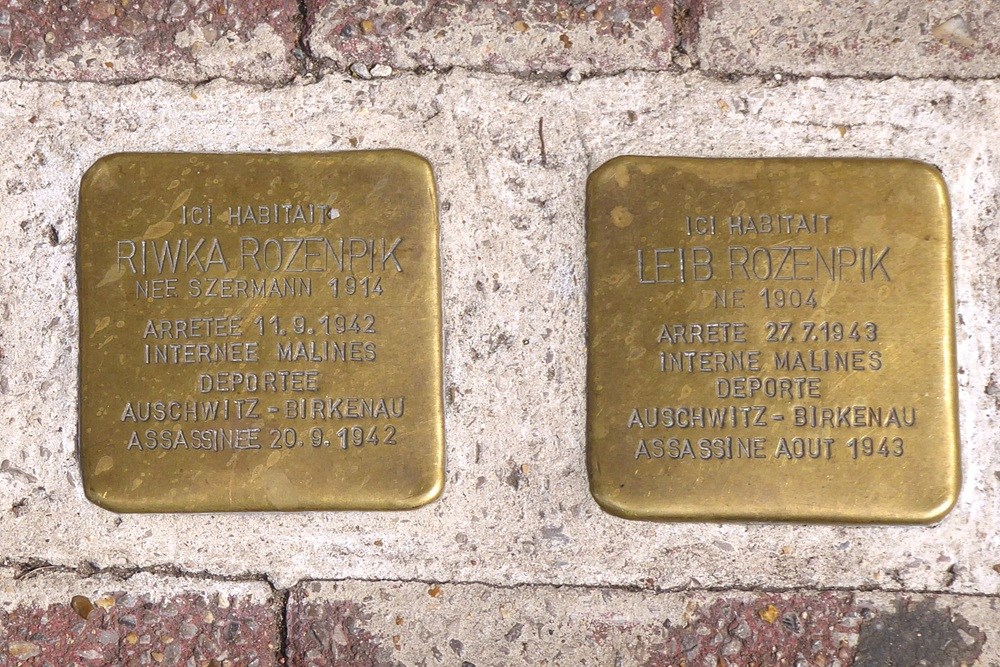 ICI HABITAIT
RIWKA ROZENPIK
NEE SZERMANN 1914
ARRETEE 11.9.1942
INTERNEE MALINES
DEPORTEE
AUSCHWITZ-BIRKENAU
ASSASSINEE 20.9.1942
ICI HABITAIT
LEIB ROZENPIK
NE 1904
ARRETE 27.7.1943
INTERNE MALINES
DEPORTE
AUSCHWITZ-BIRKENAU
ASSASSINE AOUT 1943